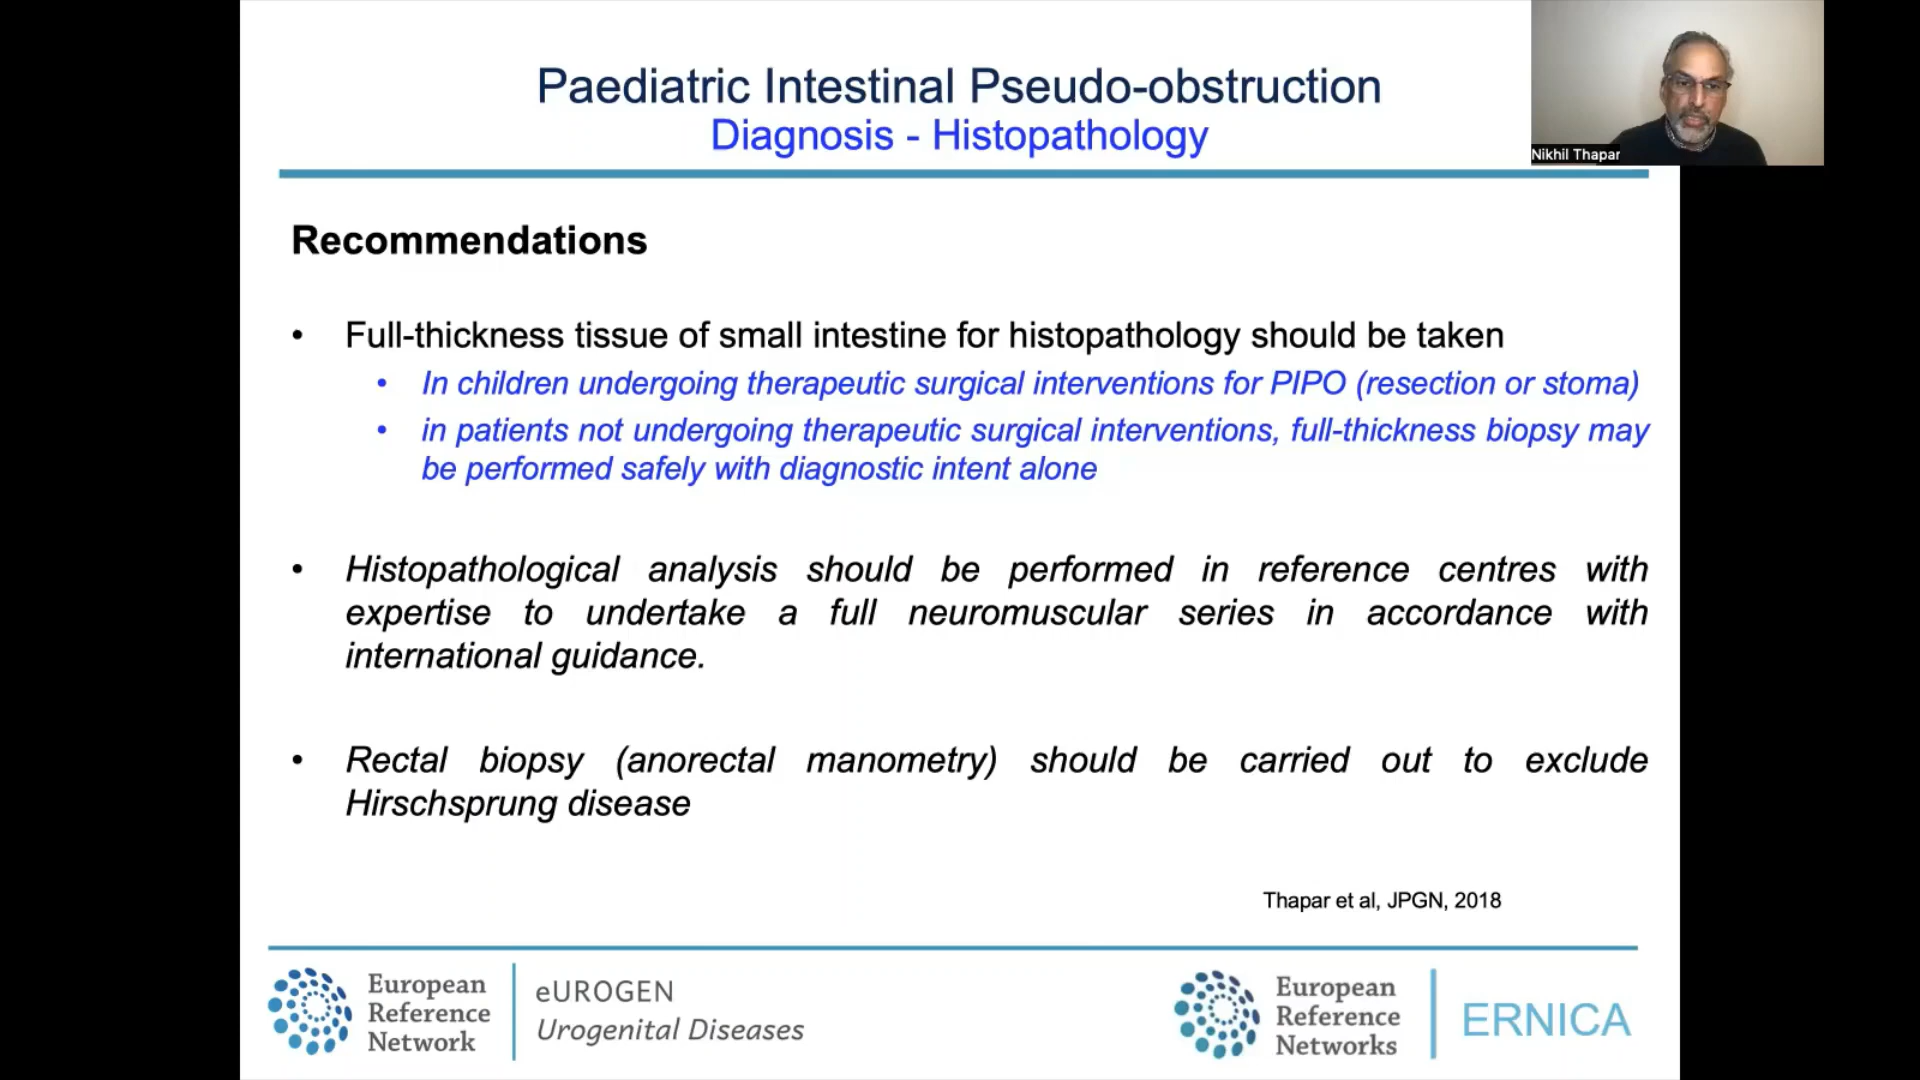 Paediatric Intestinal Pseudo-obstruction
Diagnosis - Histopathology
Nikhil Thapar
Recommendations
• Full-thickness tissue of small intestine for histopathology should be taken
• In children undergoing therapeutic surgical interventions for PIPO (resection or stoma)
• in patients not undergoing therapeutic surgical interventions, full-thickness biopsy may
be performed safely with diagnostic intent alone
• Histopathological analysis should be performed in reference centres with
expertise to undertake a full neuromuscular series in accordance with
international guidance.
• Rectal biopsy (anorectal manometry) should be carried out to exclude
Hirschsprung disease
Thapar et al, JPGN, 2018
European
Reference
Network
eUROGEN
Urogenital Diseases
European
Reference
Networks
ERNICA